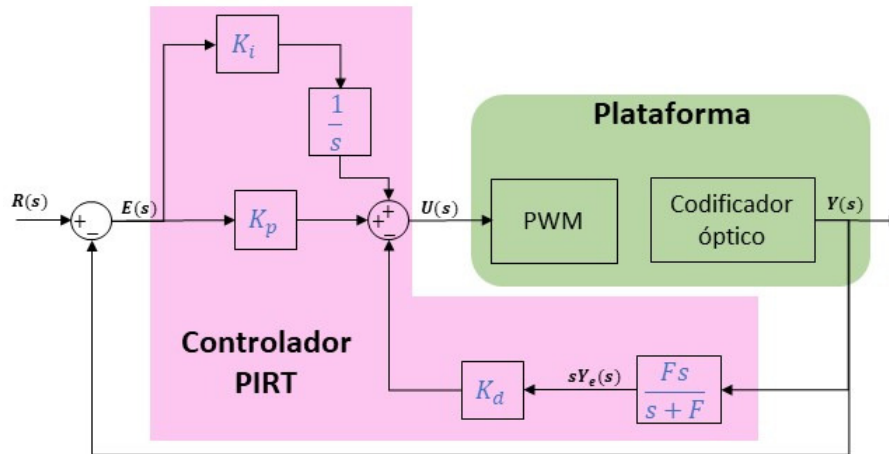 K_i
1
s
Plataforma
R(s)
+
−
E(s)
K_p
+
+
−
U(s)
PWM
Codificador
óptico
Y(s)
Controlador
PIRT
K_d
sY_e(s)
Fs
s + F